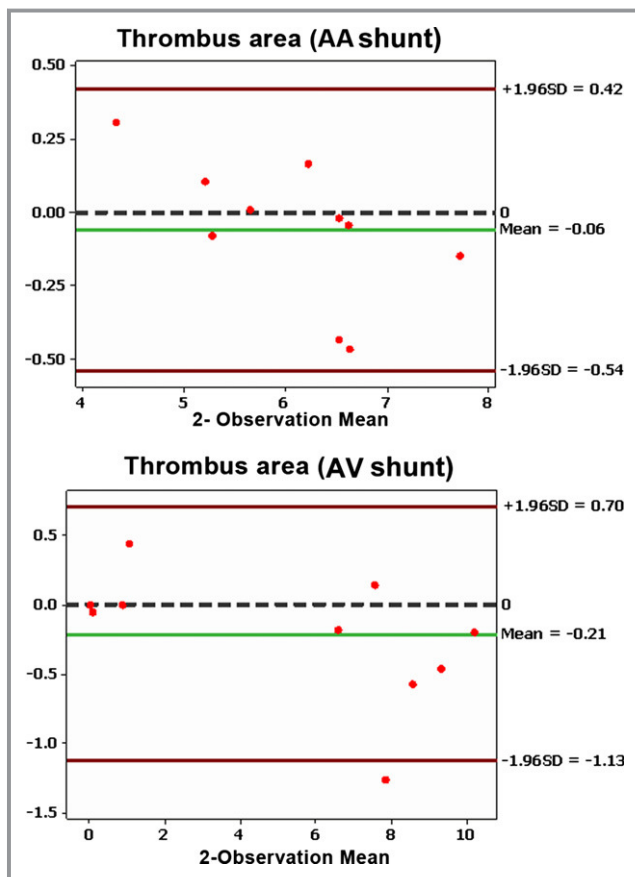 Thrombus area (AA shunt)
0.50
+1.96SD = 0.42
0.25
0.00
0
Mean = -0.06
-0.25
-0.50
-1.96SD = -0.54
4 5 6 7 8
2- Observation Mean
Thrombus area (AV shunt)
+1.96SD = 0.70
0.5
0.0
0
Mean = -0.21
-0.5
-1.0
-1.96SD = -1.13
-1.5
0 2 4 6 8 10
2-Observation Mean